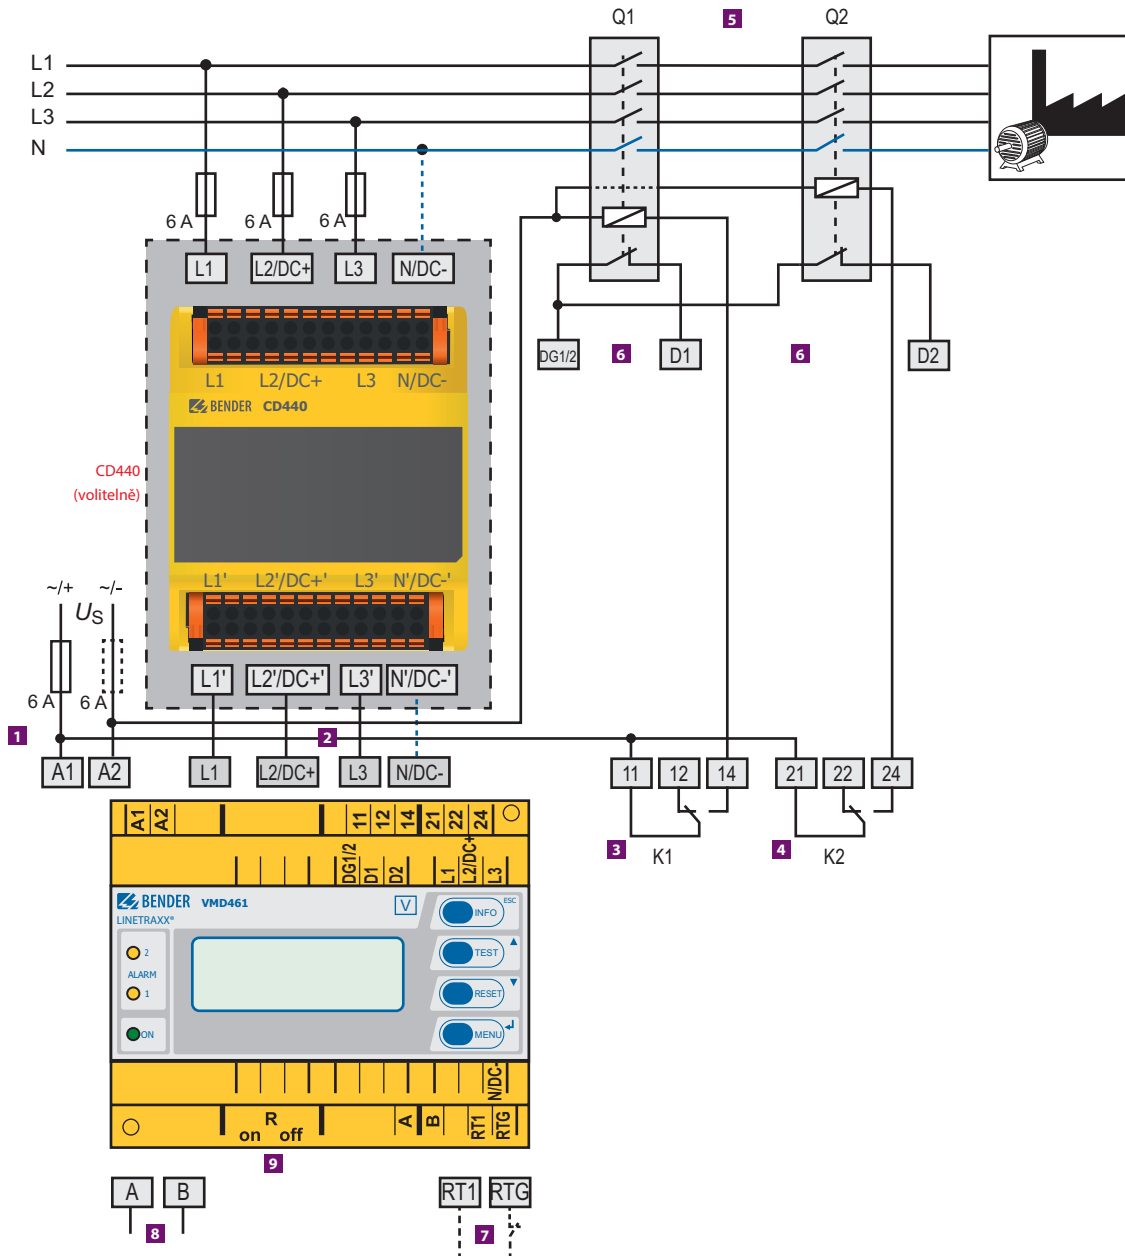 Q1 5 Q2
L1
L2
L3
N
6 A 6 A 6 A
L1 L2/DC+ L3 N/DC-
DG1/2 6 D1 6 D2
L1 L2/DC+ L3 N/DC-
BENDER CD440
CD440
(volitelně)
L1' L2'/DC+' L3' N'/DC-'
~/+ ~/-
US
L1' L2'/DC+' L3' N'/DC-'
6 A 6 A
1 2
A1 A2 L1 L2/DC+ L3 N/DC- 11 12 14 21 22 24
3 K1 4 K2
A1 A2 11 12 14 21 22 24
DG1/2 D1 D2 L1 L2/DC+ L3
BENDER VMD461 V INFO ESC
LINETRAXX®
2 TEST
ALARM
1 RESET
ON MENU
N/DC-
R A B RT1 RTG
on off
9
A B RT1 RTG
8 7